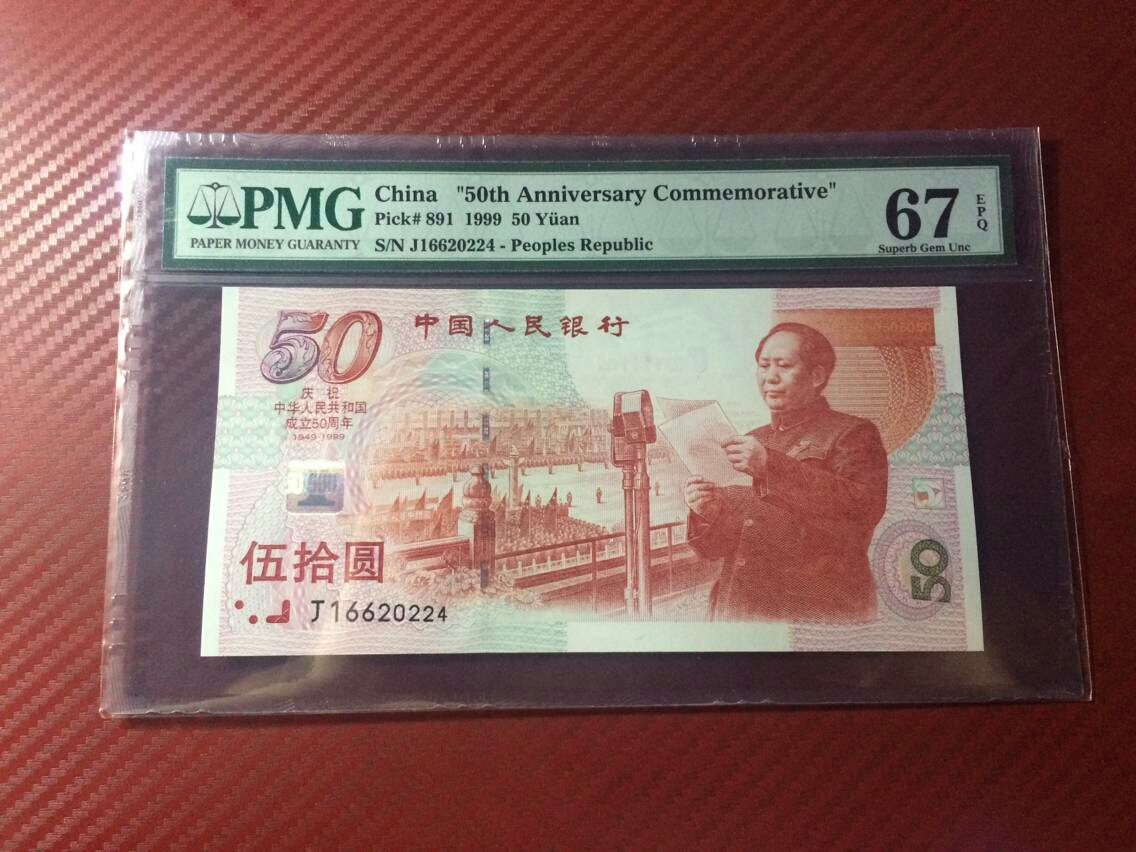 PMG
PAPER MONEY GUARANTY
China "50th Anniversary Commemorative"
Pick# 891 1999 50 Yüan
S/N J16620224 - Peoples Republic
67
EPQ
Superb Gem Unc
50
中国人民银行
庆祝
中华人民共和国
成立50周年
1949-1999
伍拾圆
J16620224
50